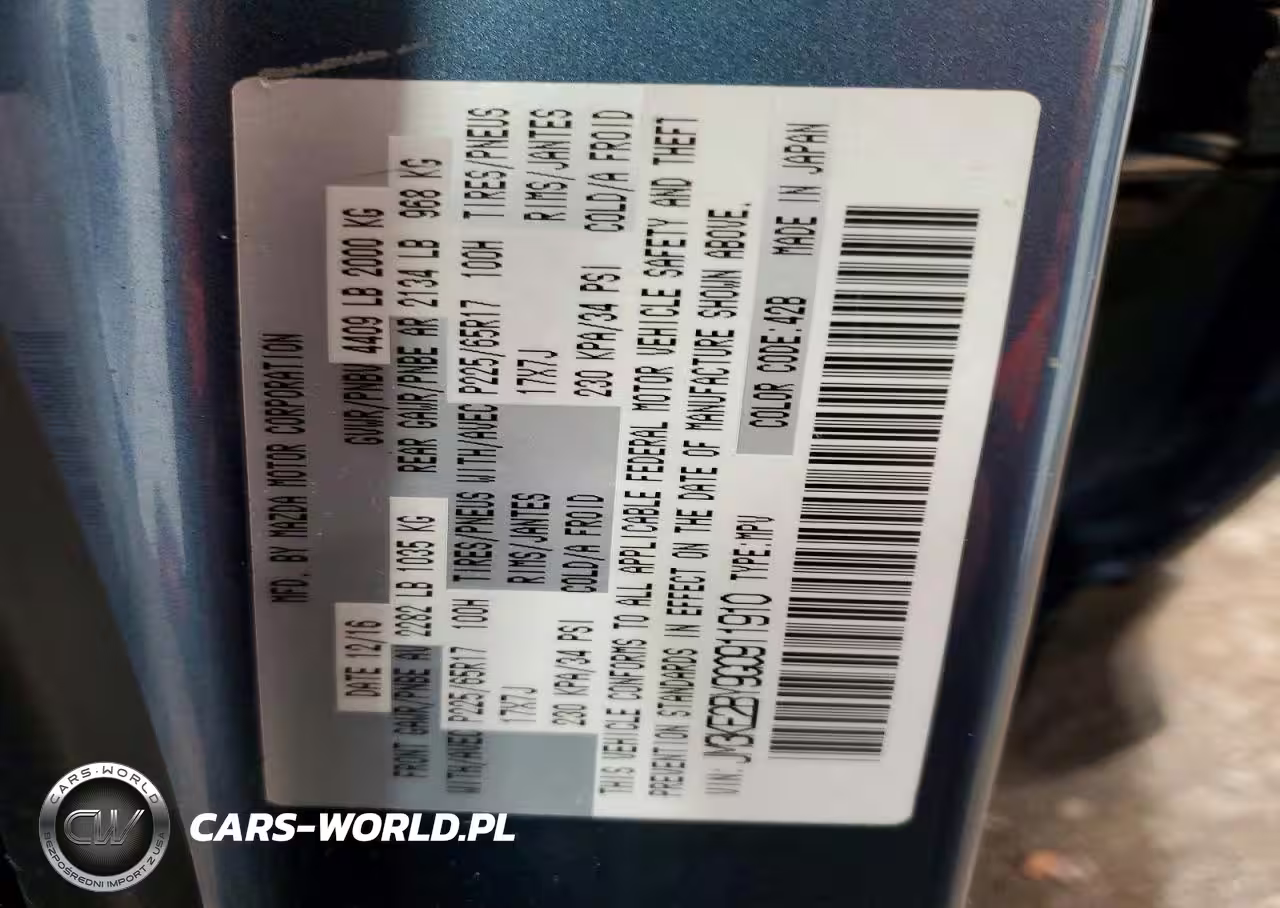 MFD. BY MAZDA MOTOR CORPORATION
DATE 12/16 GVWR/PNBV 4409 LB 2000 KG
FRONT GAWR/PNBE AV 2282 LB 1035 KG REAR GAWR/PNBE AR 2134 LB 968 KG
WITH/AVEC P225/65R17 100H TIRES/PNEUS WITH/AVEC P225/65R17 100H TIRES/PNEUS
17X7J RIMS/JANTES 17X7J RIMS/JANTES
230 KPA/34 PSI COLD/A FROID 230 KPA/34 PSI COLD/A FROID
THIS VEHICLE CONFORMS TO ALL APPLICABLE FEDERAL MOTOR VEHICLE SAFETY AND THEFT
PREVENTION STANDARDS IN EFFECT ON THE DATE OF MANUFACTURE SHOWN ABOVE.
VIN: JM3KE2BY3G0911910 TYPE:MPV
COLOR CODE:42B MADE IN JAPAN
CARS-WORLD
CW
BEZPOŚREDNI IMPORT Z USA
CARS-WORLD.PL